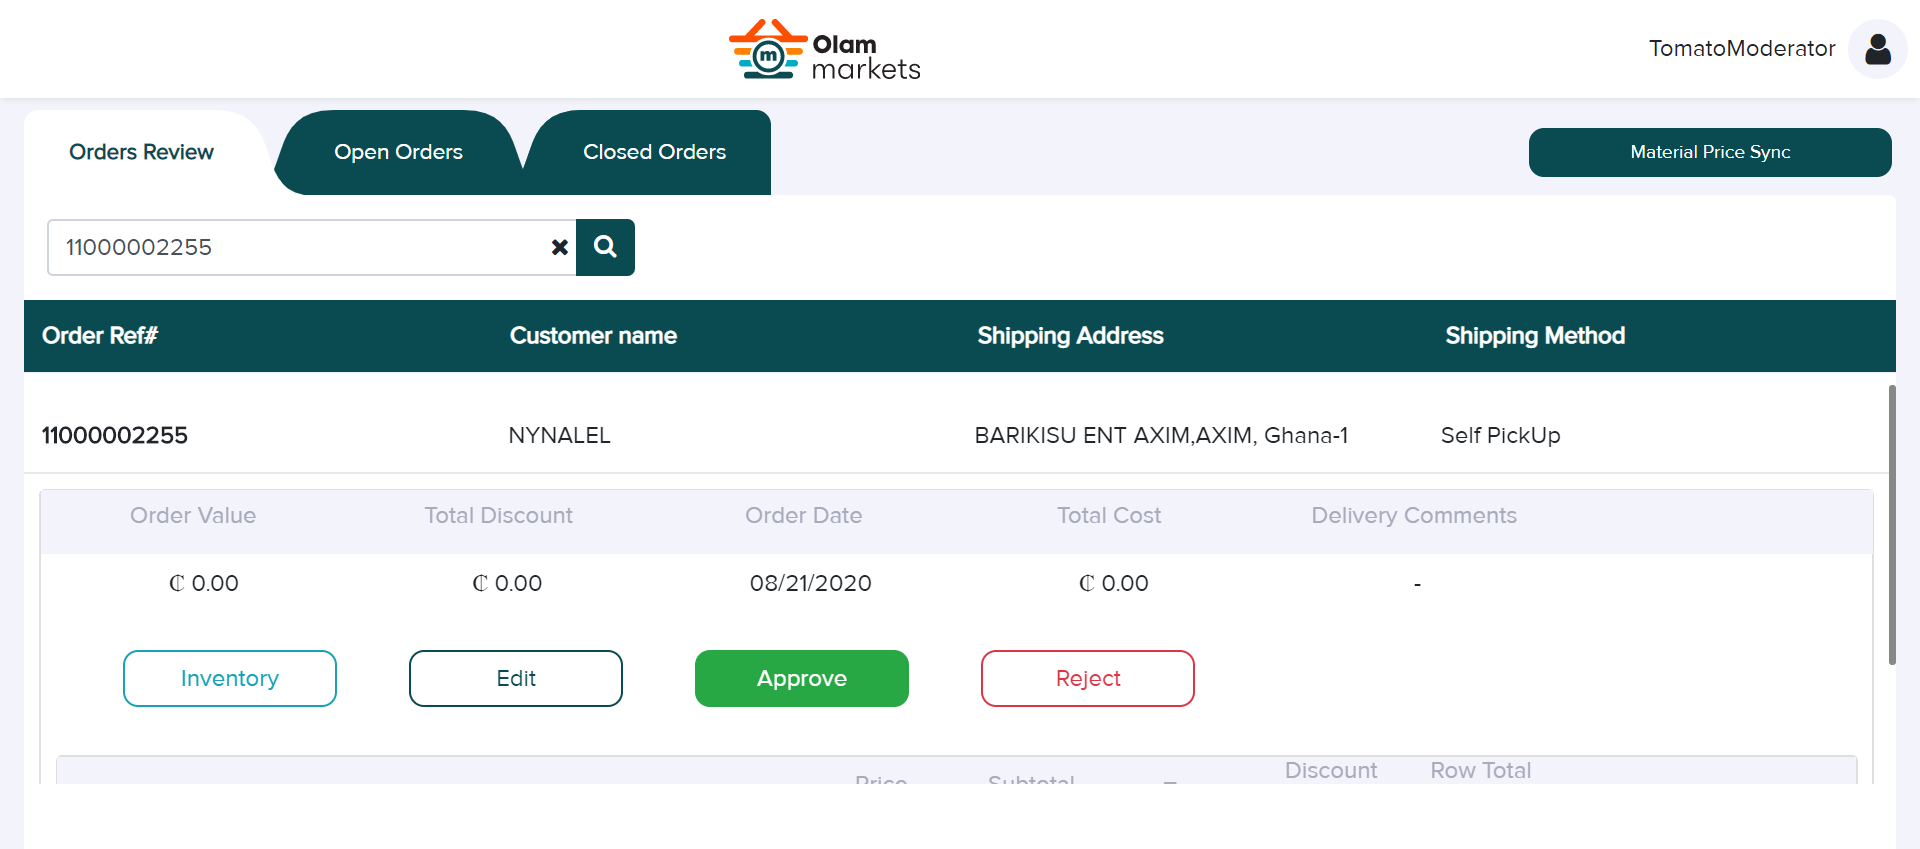 m
Olam
markets
TomatoModerator
Orders Review
Open Orders
Closed Orders
Material Price Sync
11000002255
Order Ref#
Customer name
Shipping Address
Shipping Method
11000002255
NYNALEL
BARIKISU ENT AXIM,AXIM, Ghana-1
Self PickUp
Order Value
Total Discount
Order Date
Total Cost
Delivery Comments
₵ 0.00
₵ 0.00
08/21/2020
₵ 0.00
-
Inventory
Edit
Approve
Reject
Price
Subtotal
Discount
Row Total